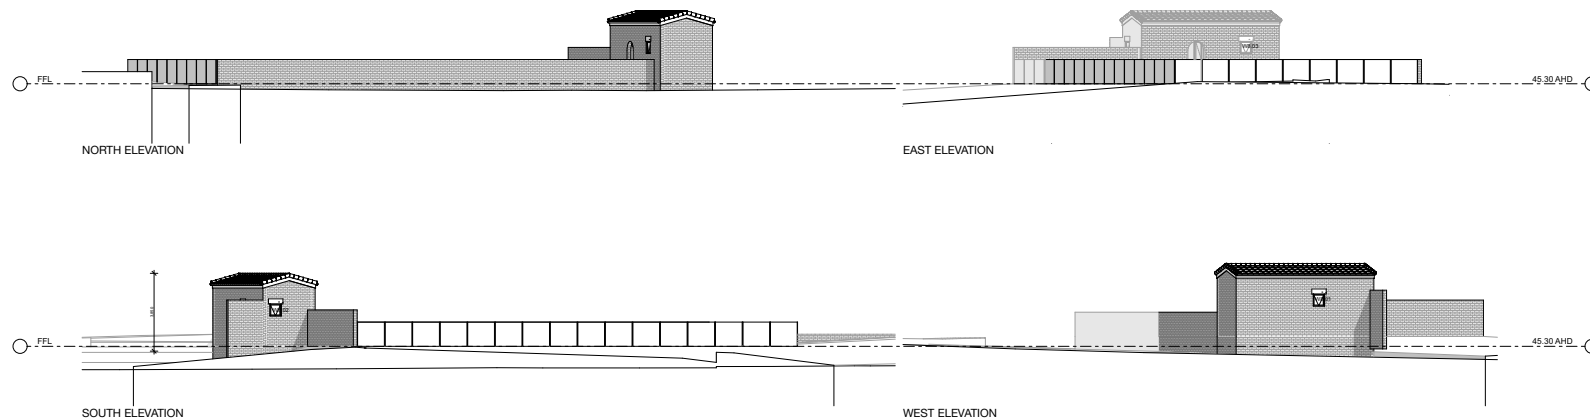 FFL
NORTH ELEVATION
45.30 AHD
EAST ELEVATION
FFL
SOUTH ELEVATION
45.30 AHD
WEST ELEVATION